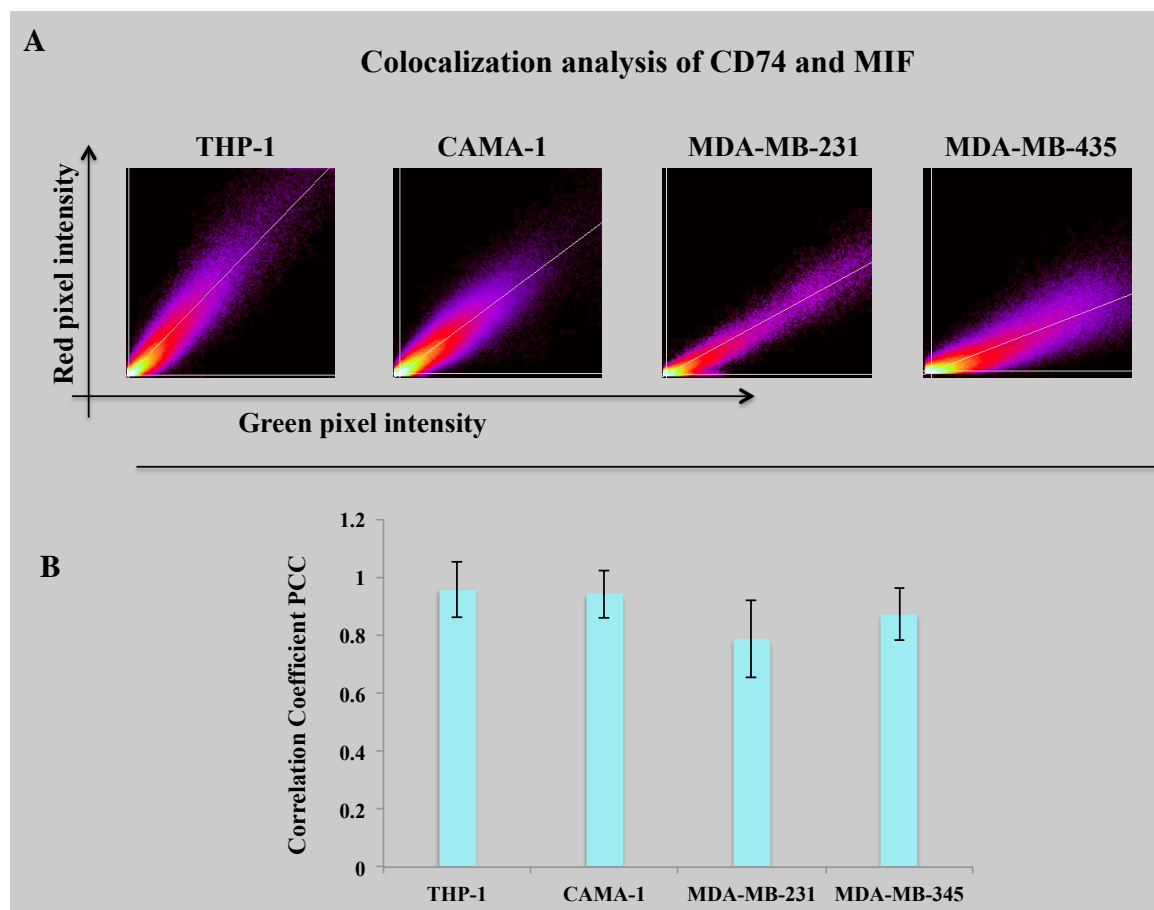 A
Colocalization analysis of CD74 and MIF
THP-1
CAMA-1
MDA-MB-231
MDA-MB-435
Red pixel intensity
Green pixel intensity
B
Correlation Coefficient PCC
1.2
1
0.8
0.6
0.4
0.2
0
THP-1
CAMA-1
MDA-MB-231
MDA-MB-345